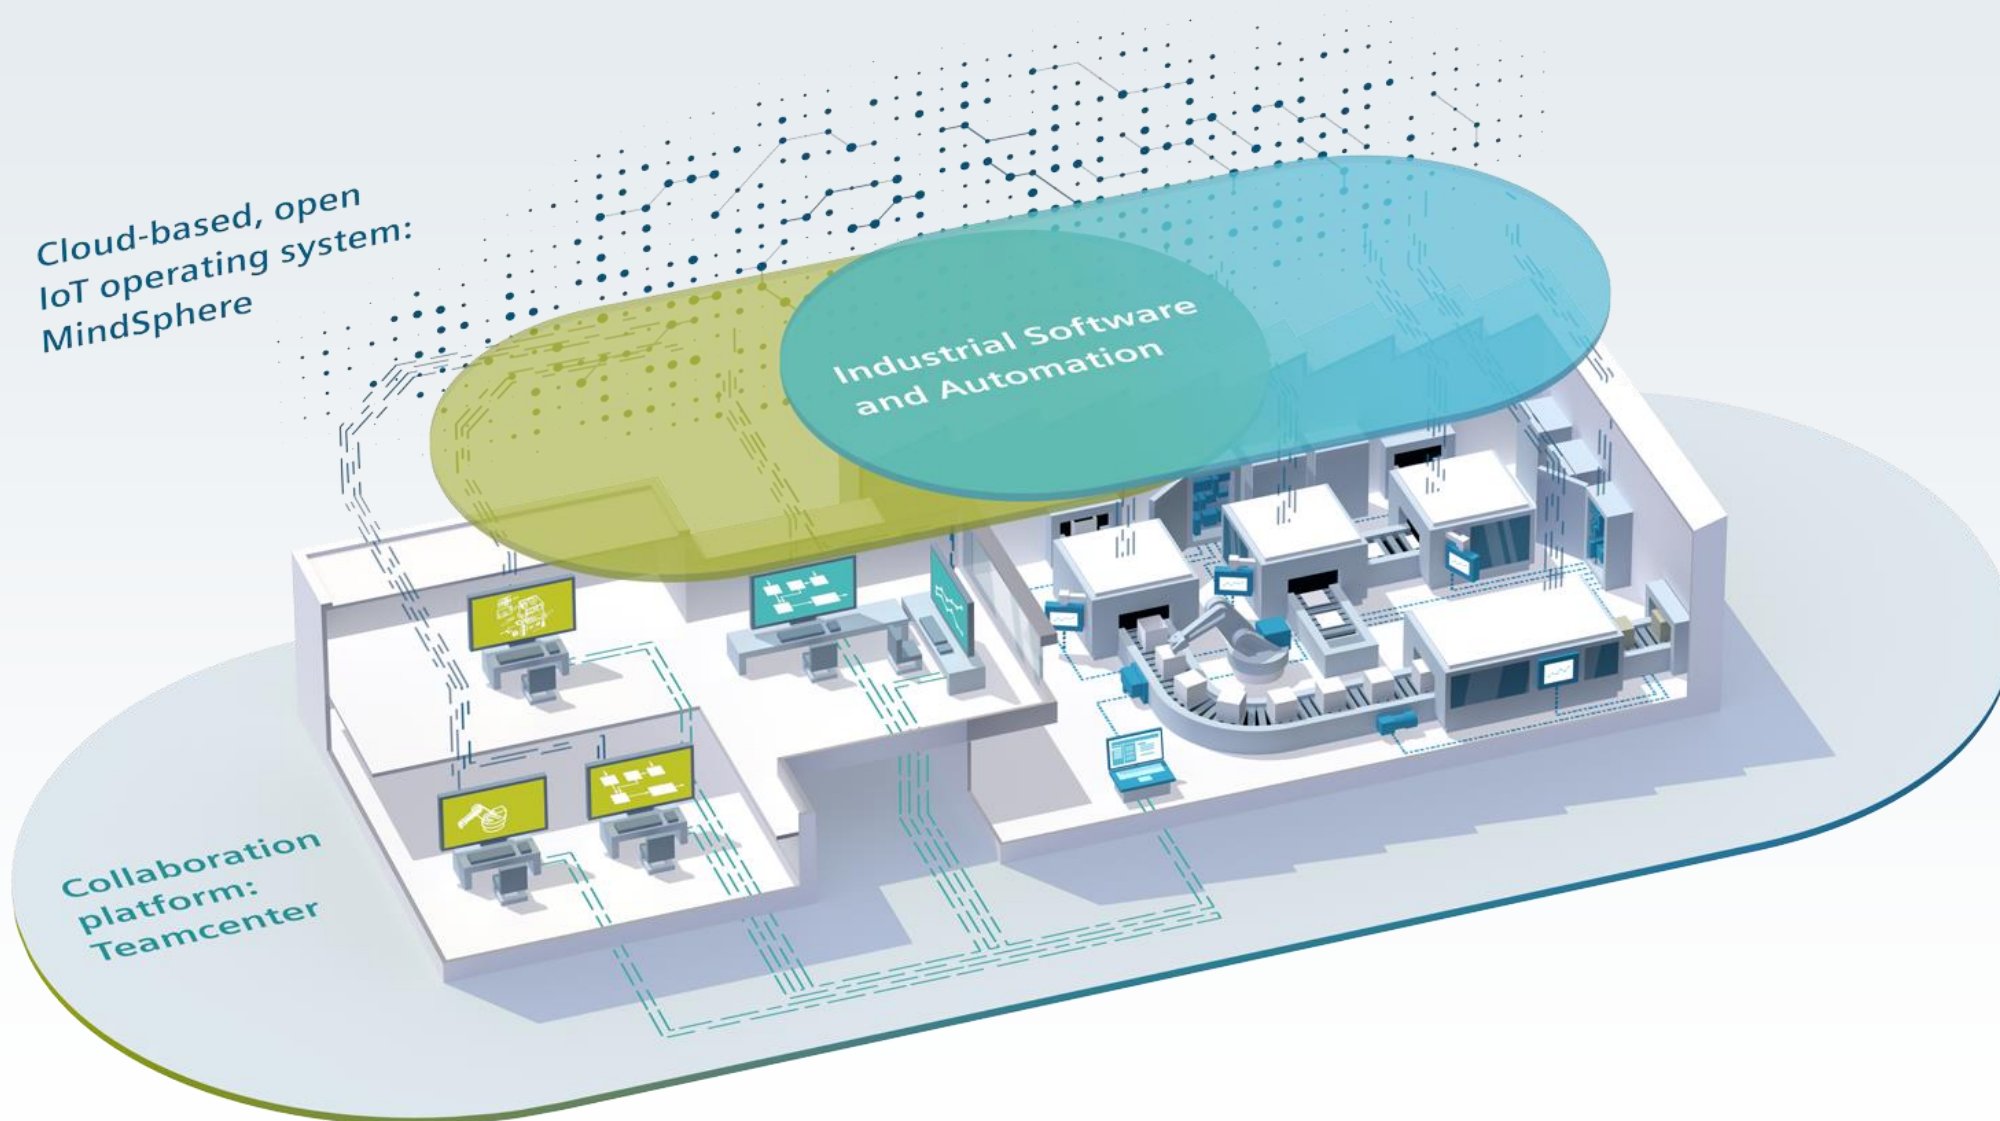 Cloud-based, open
IoT operating system:
MindSphere
Industrial Software
and Automation
Collaboration
platform:
Teamcenter